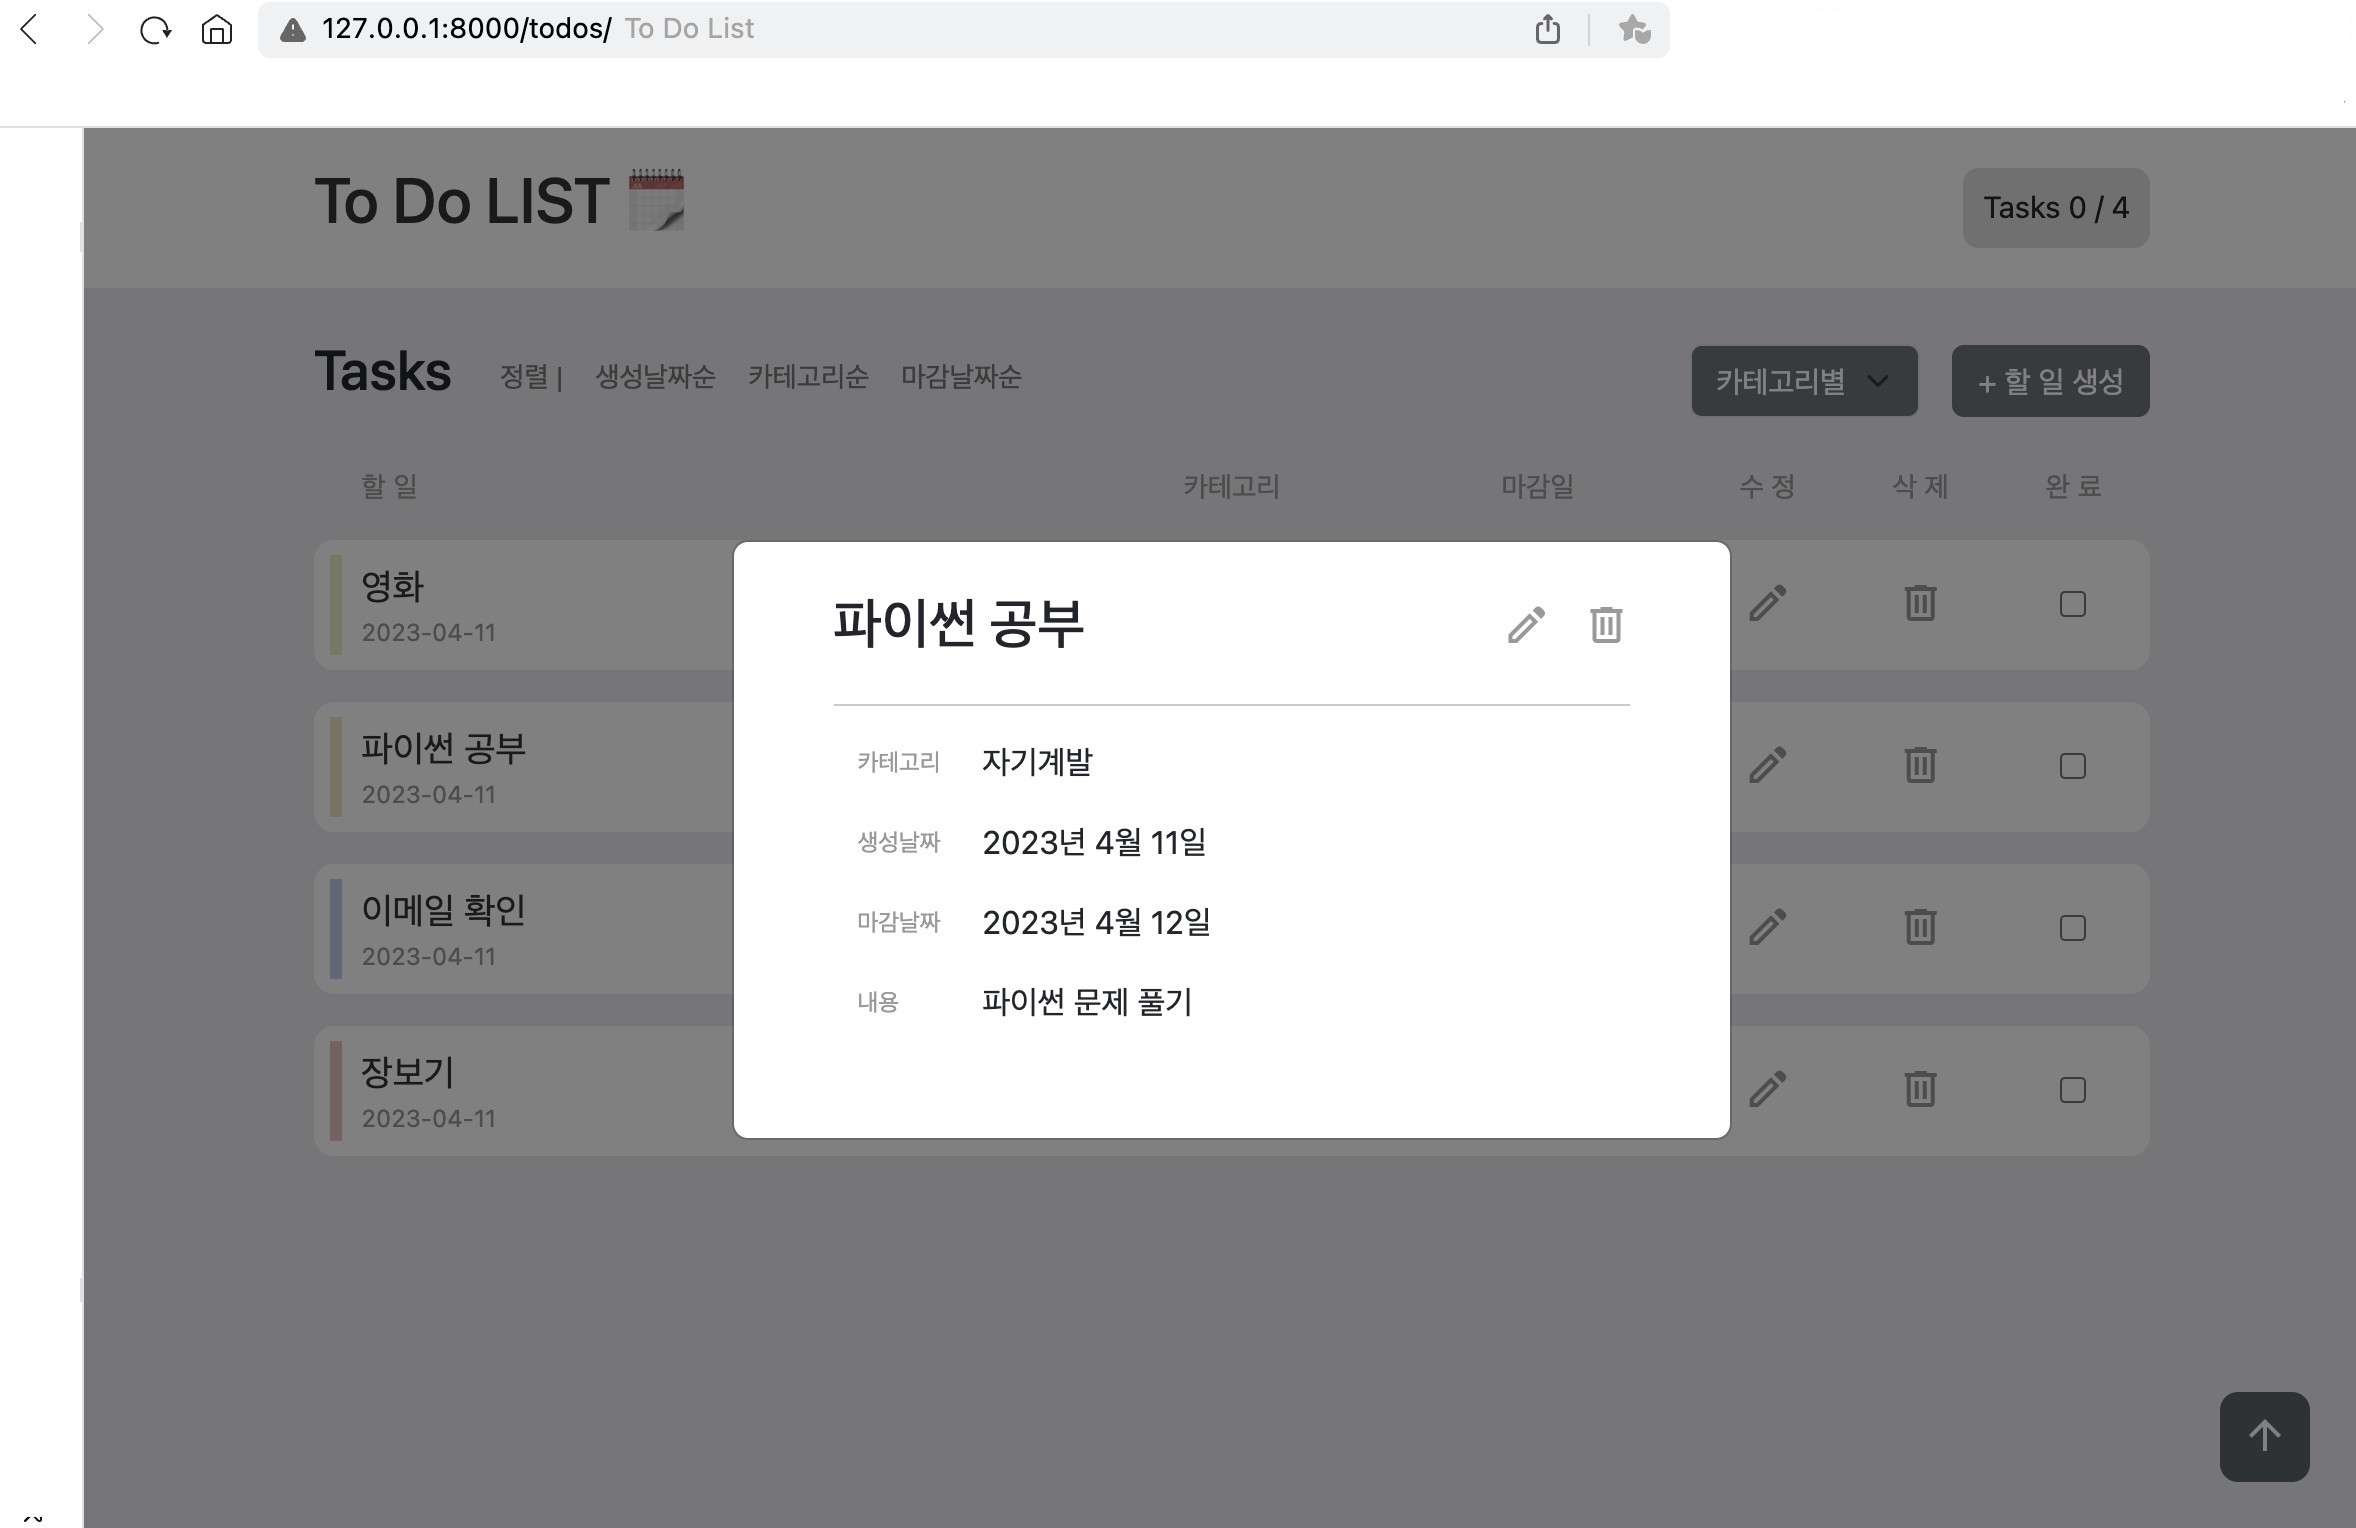 127.0.0.1:8000/todos/ To Do List
To Do LIST
Tasks 0 / 4
Tasks 정렬 | 생성날짜순 카테고리순 마감날짜순 카테고리별 + 할 일 생성
할 일 카테고리 마감일 수 정 삭 제 완 료
영화
2023-04-11
파이썬 공부
2023-04-11
이메일 확인
2023-04-11
장보기
2023-04-11
파이썬 공부
카테고리 자기계발
생성날짜 2023년 4월 11일
마감날짜 2023년 4월 12일
내용 파이썬 문제 풀기